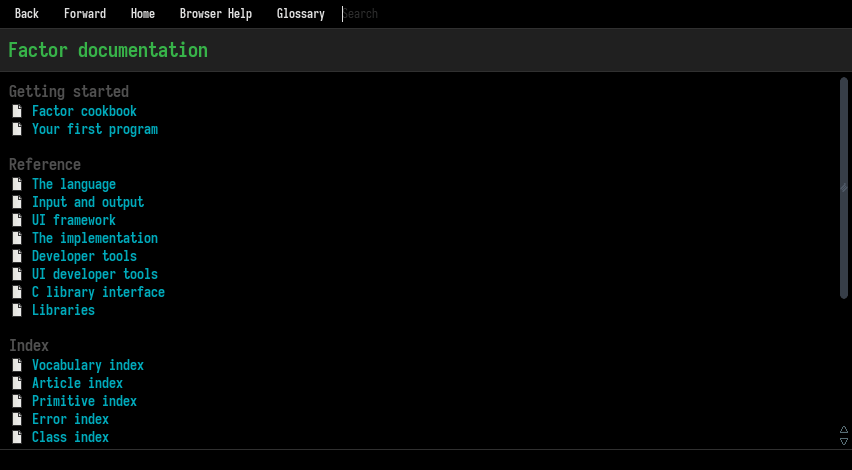 Back Forward Home Browser Help Glossary Search
Factor documentation
Getting started
Factor cookbook
Your first program
Reference
The language
Input and output
UI framework
The implementation
Developer tools
UI developer tools
C library interface
Libraries
Index
Vocabulary index
Article index
Primitive index
Error index
Class index